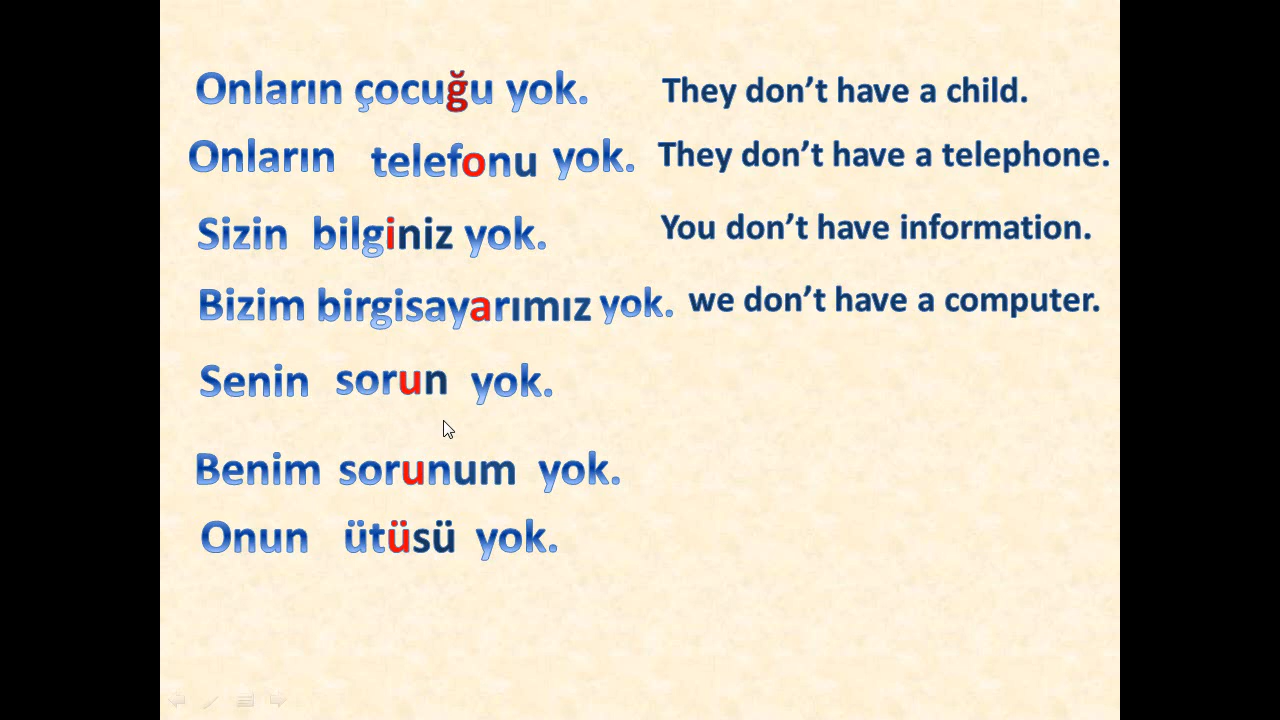 Onların çocuğu yok. They don't have a child.
Onların telefonu yok. They don't have a telephone.
Sizin bilginiz yok. You don't have information.
Bizim birgisayarımız yok. we don't have a computer.
Senin sorun yok.
Benim sorunum yok.
Onun ütüsü yok.